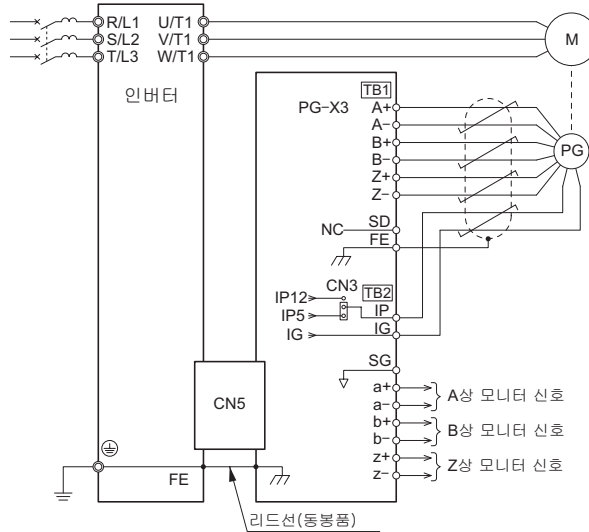 R/L1 U/T1
S/L2 V/T1
T/L3 W/T1
M
인버터
TB1
PG-X3
A+
A-
B+
B-
Z+
Z-
PG
SD
NC
FE
CN3
TB2
IP12
IP
IP5
IG
IG
SG
CN5
a+
a-
A상 모니터 신호
b+
b-
B상 모니터 신호
z+
z-
Z상 모니터 신호
FE
리드선(동봉품)